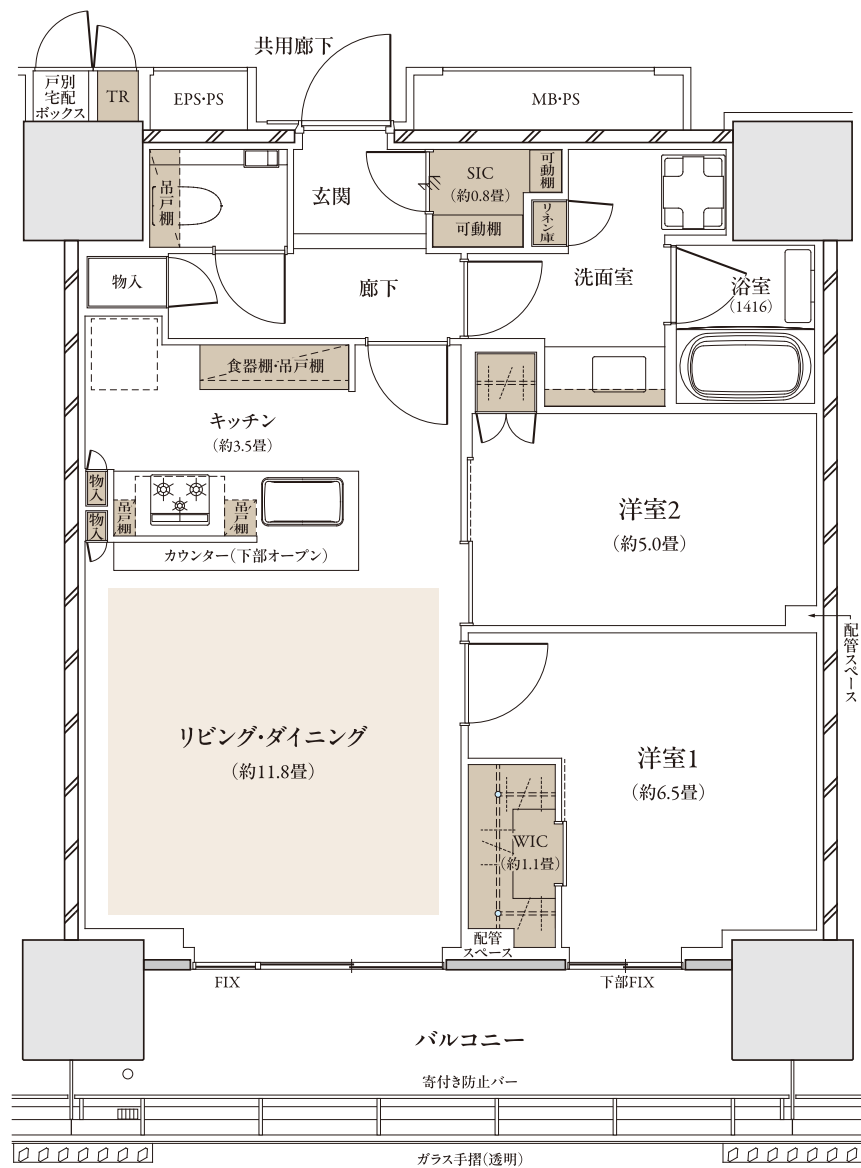 共用廊下
戸別
宅配
ボックス
TR
EPS・PS
MB・PS
吊戸棚
玄関
SIC
(約0.8畳)
可動棚
可動棚
リネン庫
洗面室
物入
廊下
浴室
(1416)
食器棚・吊戸棚
キッチン
(約3.5畳)
物入
物入
吊戸棚
吊戸棚
カウンター(下部オープン)
洋室2
(約5.0畳)
配管スペース
リビング・ダイニング
(約11.8畳)
洋室1
(約6.5畳)
WIC
(約1.1畳)
配管
スペース
FIX
下部FIX
バルコニー
寄付き防止バー
ガラス手摺(透明)